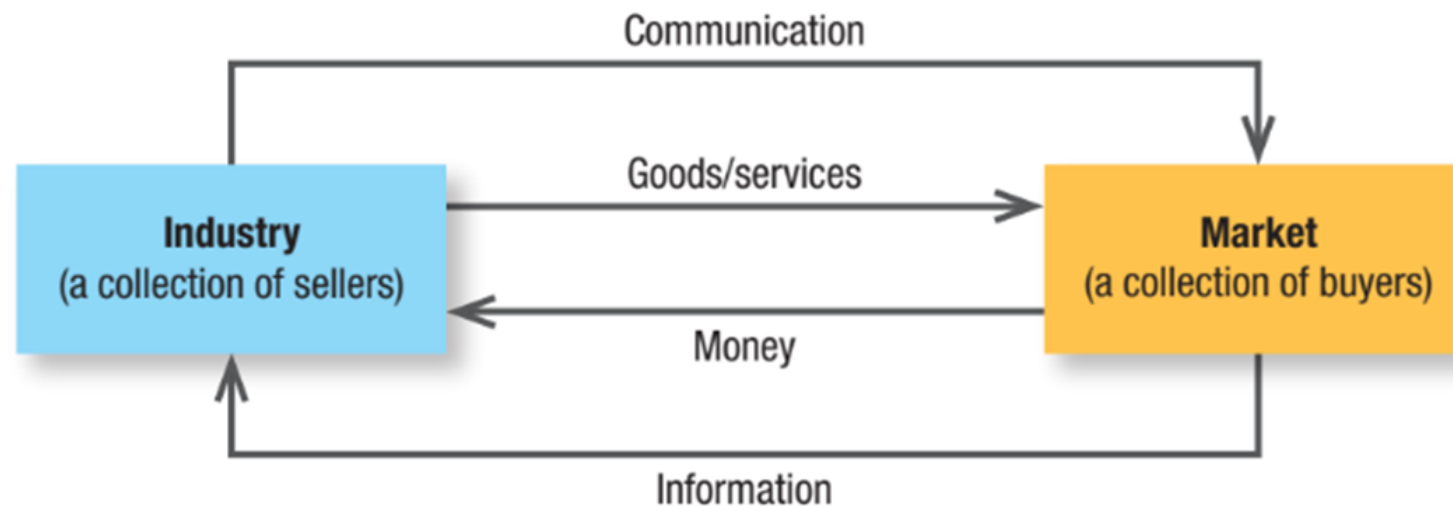 Communication
Goods/services
Industry
(a collection of sellers)
Market
(a collection of buyers)
Money
Information